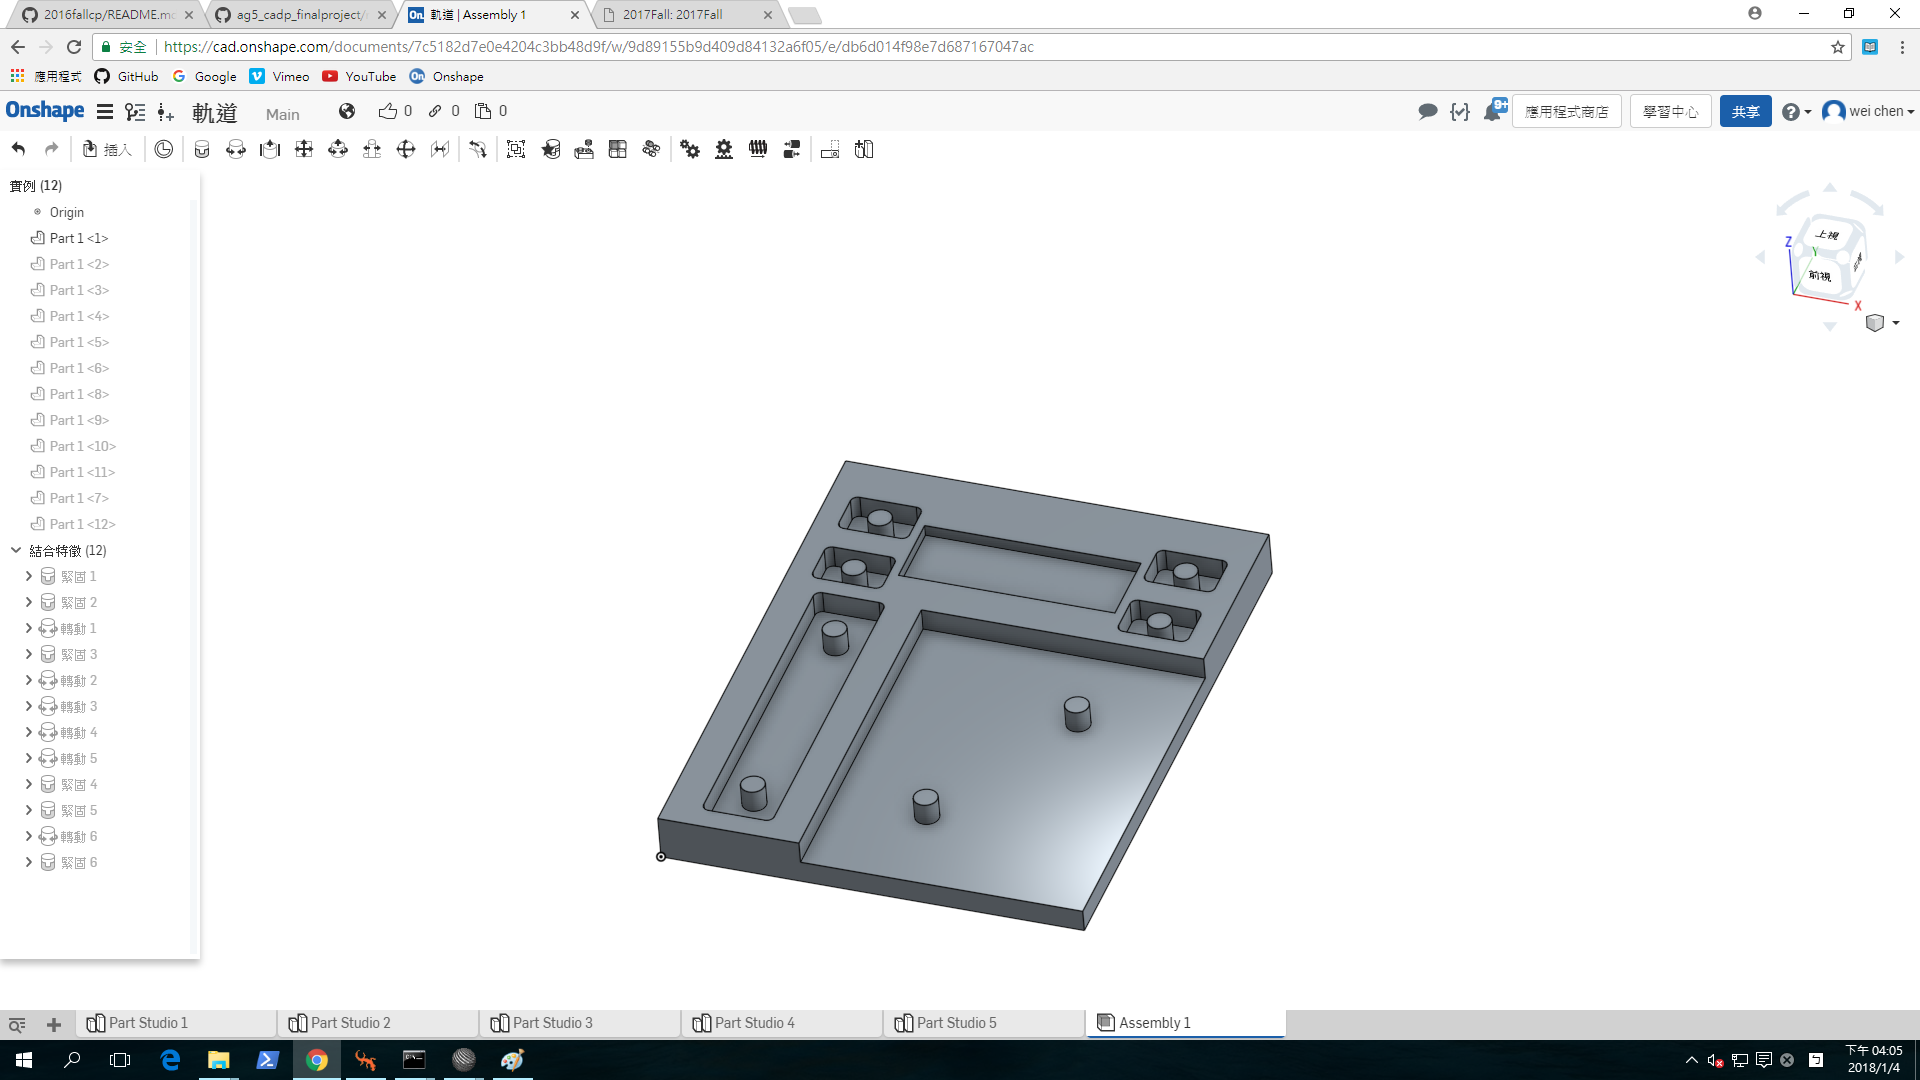 2016fallcp/README.mc
ag5_cadp_finalproject/
On 軌道 | Assembly 1
2017Fall: 2017Fall
安全 https://cad.onshape.com/documents/7c5182d7e0e4204c3bb48d9f/w/9d89155b9d409d84132a6f05/e/db6d014f98e7d687167047ac
應用程式 GitHub Google Vimeo YouTube On Onshape
Onshape 軌道 Main 0 0 0 9+ 應用程式商店 學習中心 共享 wei chen
插入
實例 (12)
Origin
Part 1 <1>
Part 1 <2>
Part 1 <3>
Part 1 <4>
Part 1 <5>
Part 1 <6>
Part 1 <8>
Part 1 <9>
Part 1 <10>
Part 1 <11>
Part 1 <7>
Part 1 <12>
結合特徵 (12)
緊固 1
緊固 2
轉動 1
緊固 3
轉動 2
轉動 3
轉動 4
轉動 5
緊固 4
緊固 5
轉動 6
緊固 6
上視
Z
Y
前視
X
Part Studio 1
Part Studio 2
Part Studio 3
Part Studio 4
Part Studio 5
Assembly 1
下午 04:05
2018/1/4